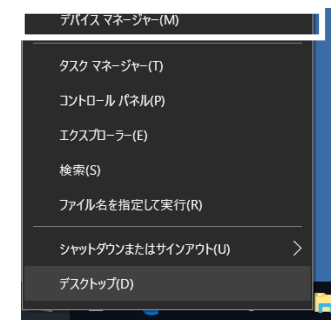 デバイス マネージャー(M)
タスク マネージャー(T)
コントロール パネル(P)
エクスプローラー(E)
検索(S)
ファイル名を指定して実行(R)
シャットダウンまたはサインアウト(U)
デスクトップ(D)